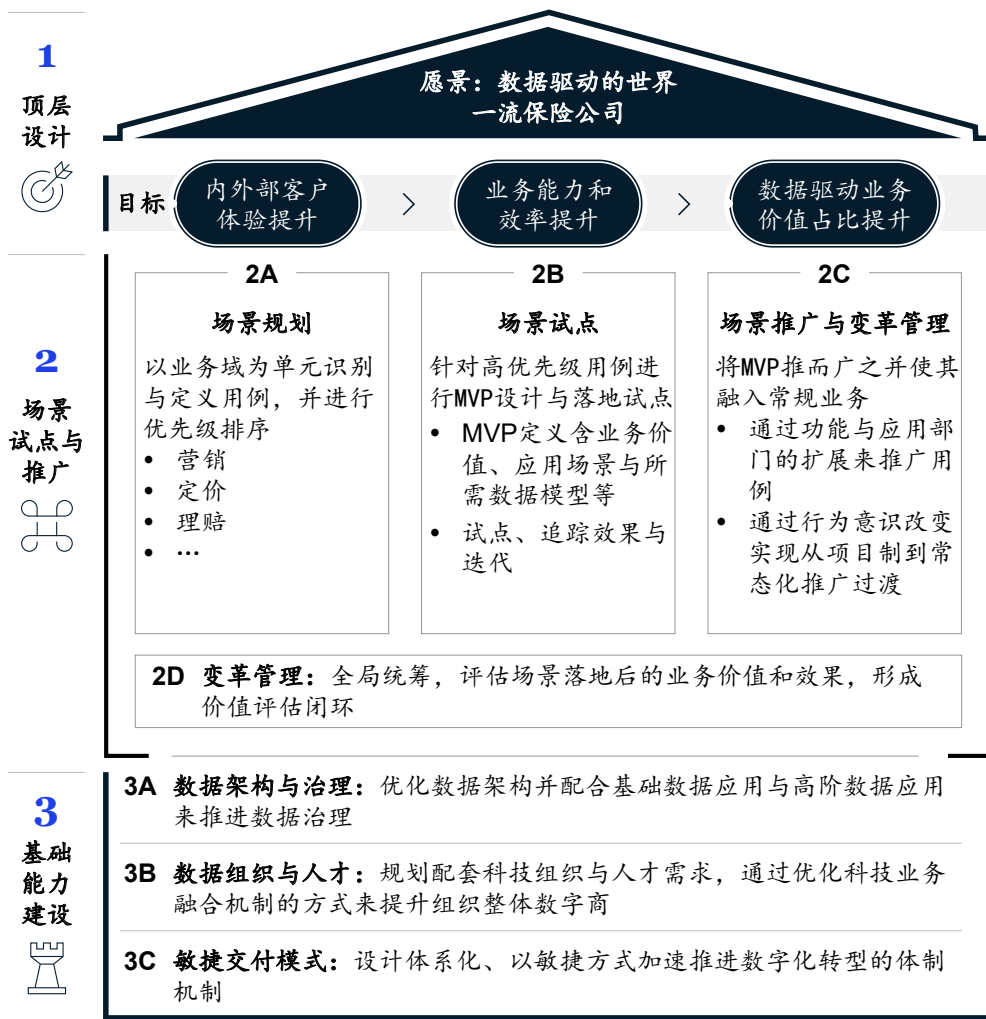 1
顶层
设计
愿景：数据驱动的世界
一流保险公司
目标
内外部客户
体验提升
业务能力和
效率提升
数据驱动业务
价值占比提升
2
场景
试点与
推广
2A
场景规划
以业务域为单元识别
与定义用例，并进行
优先级排序
• 营销
• 定价
• 理赔
• …
2B
场景试点
针对高优先级用例进
行MVP设计与落地试点
• MVP定义含业务价
值、应用场景与所
需数据模型等
• 试点、追踪效果与
迭代
2C
场景推广与变革管理
将MVP推而广之并使其
融入常规业务
• 通过功能与应用部
门的扩展来推广用
例
• 通过行为意识改变
实现从项目制到常
态化推广过渡
2D 变革管理：全局统筹，评估场景落地后的业务价值和效果，形成
价值评估闭环
3
基础
能力
建设
3A 数据架构与治理：优化数据架构并配合基础数据应用与高阶数据应用
来推进数据治理
3B 数据组织与人才：规划配套科技组织与人才需求，通过优化科技业务
融合机制的方式来提升组织整体数字商
3C 敏捷交付模式：设计体系化、以敏捷方式加速推进数字化转型的体制
机制